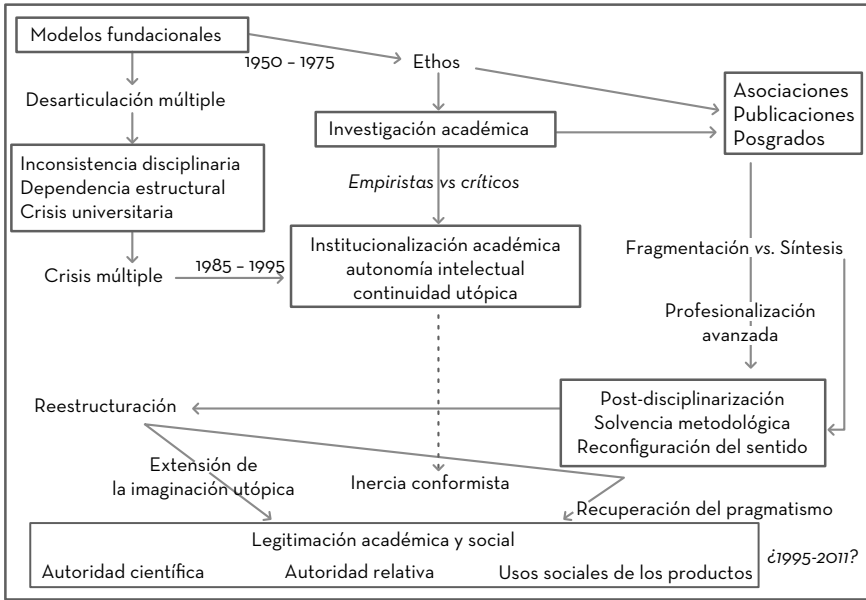 Modelos fundacionales
1950 – 1975
Ethos
Desarticulación múltiple
Asociaciones
Publicaciones
Posgrados
Investigación académica
Inconsistencia disciplinaria
Dependencia estructural
Crisis universitaria
Empiristas vs críticos
Institucionalización académica
autonomía intelectual
continuidad utópica
Fragmentación vs. Síntesis
Crisis múltiple
1985 – 1995
Profesionalización
avanzada
Post-disciplinarización
Solvencia metodológica
Reconfiguración del sentido
Reestructuración
Extensión de
la imaginación utópica
Inercia conformista
Recuperación del pragmatismo
Legitimación académica y social
Autoridad científica
Autoridad relativa
Usos sociales de los productos
¿1995-2011?